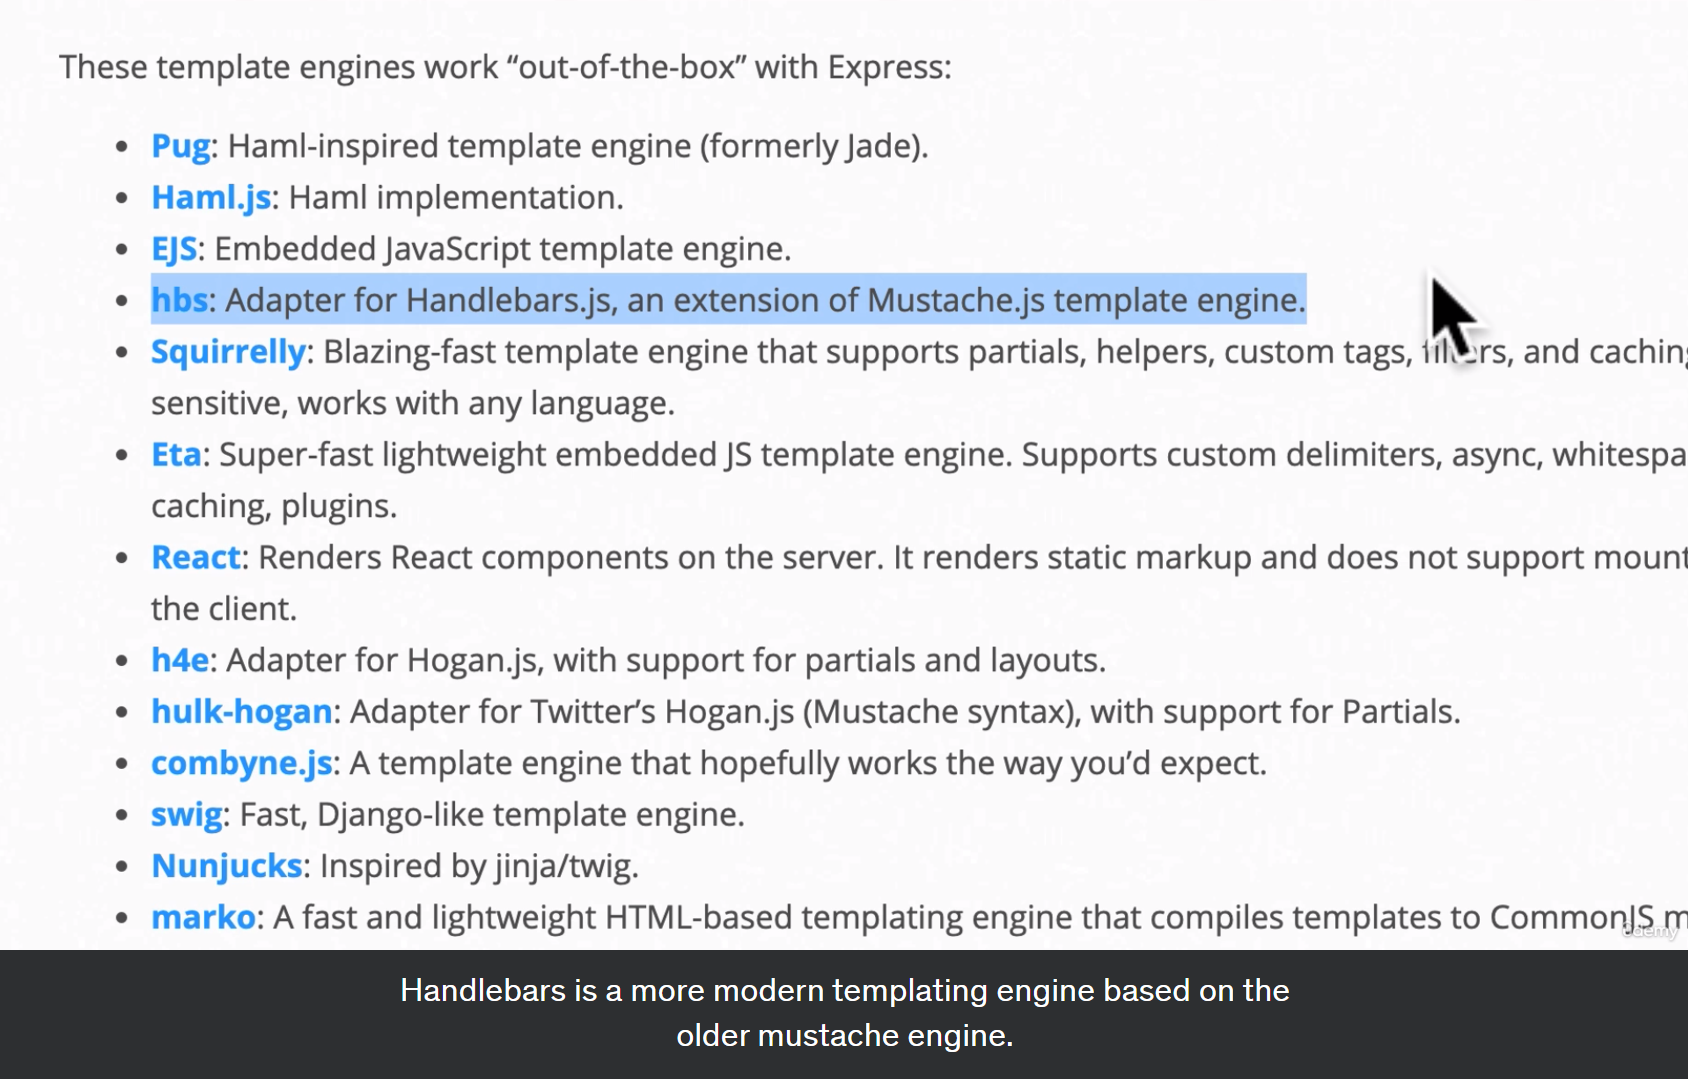 These template engines work “out-of-the-box” with Express:
Pug: Haml-inspired template engine (formerly Jade).
Haml.js: Haml implementation.
EJS: Embedded JavaScript template engine.
hbs: Adapter for Handlebars.js, an extension of Mustache.js template engine.
Squirrelly: Blazing-fast template engine that supports partials, helpers, custom tags, filters, and caching
sensitive, works with any language.
Eta: Super-fast lightweight embedded JS template engine. Supports custom delimiters, async, whitespa
caching, plugins.
React: Renders React components on the server. It renders static markup and does not support mount
the client.
h4e: Adapter for Hogan.js, with support for partials and layouts.
hulk-hogan: Adapter for Twitter’s Hogan.js (Mustache syntax), with support for Partials.
combyne.js: A template engine that hopefully works the way you’d expect.
swig: Fast, Django-like template engine.
Nunjucks: Inspired by jinja/twig.
marko: A fast and lightweight HTML-based templating engine that compiles templates to CommonJS m
ûdemy
Handlebars is a more modern templating engine based on the
older mustache engine.